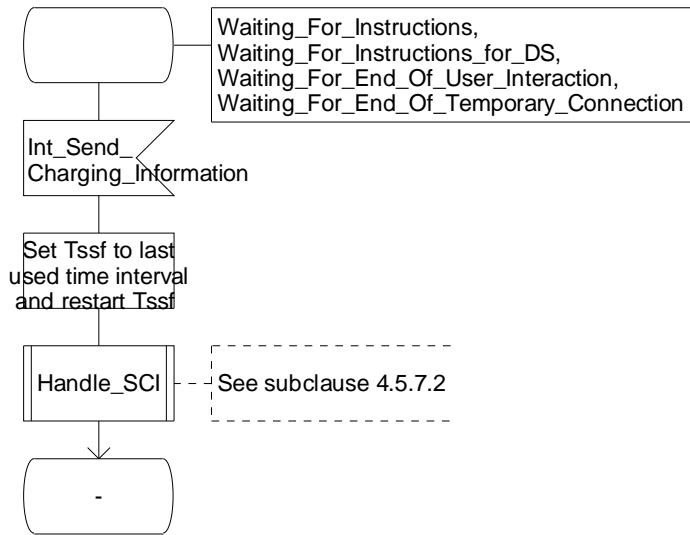 Waiting_For_Instructions,
Waiting_For_Instructions_for_DS,
Waiting_For_End_Of_User_Interaction,
Waiting_For_End_Of_Temporary_Connection
Int_Send_
Charging_Information
Set Tssf to last
used time interval
and restart Tssf
Handle_SCI
See subclause 4.5.7.2
-